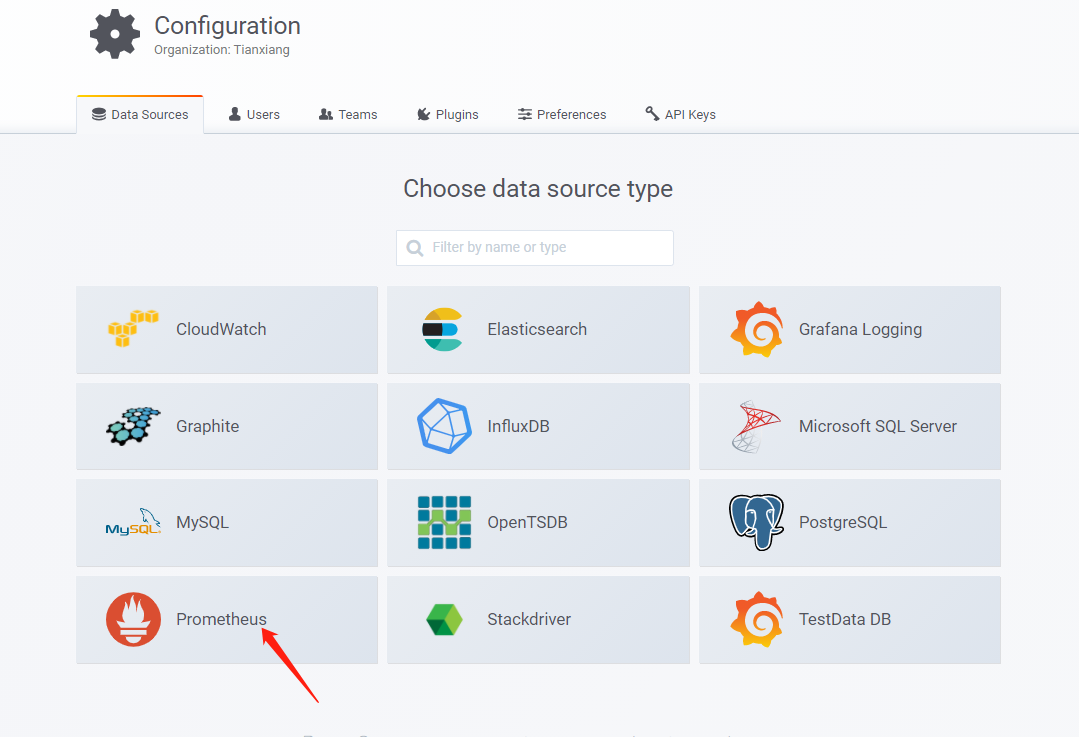 Configuration
Organization: Tianxiang
Data Sources Users Teams Plugins Preferences API Keys
Choose data source type
Filter by name or type
CloudWatch Elasticsearch Grafana Logging
Graphite InfluxDB Microsoft SQL Server
MySQL MySQL OpenTSDB PostgreSQL
Prometheus Stackdriver TestData DB